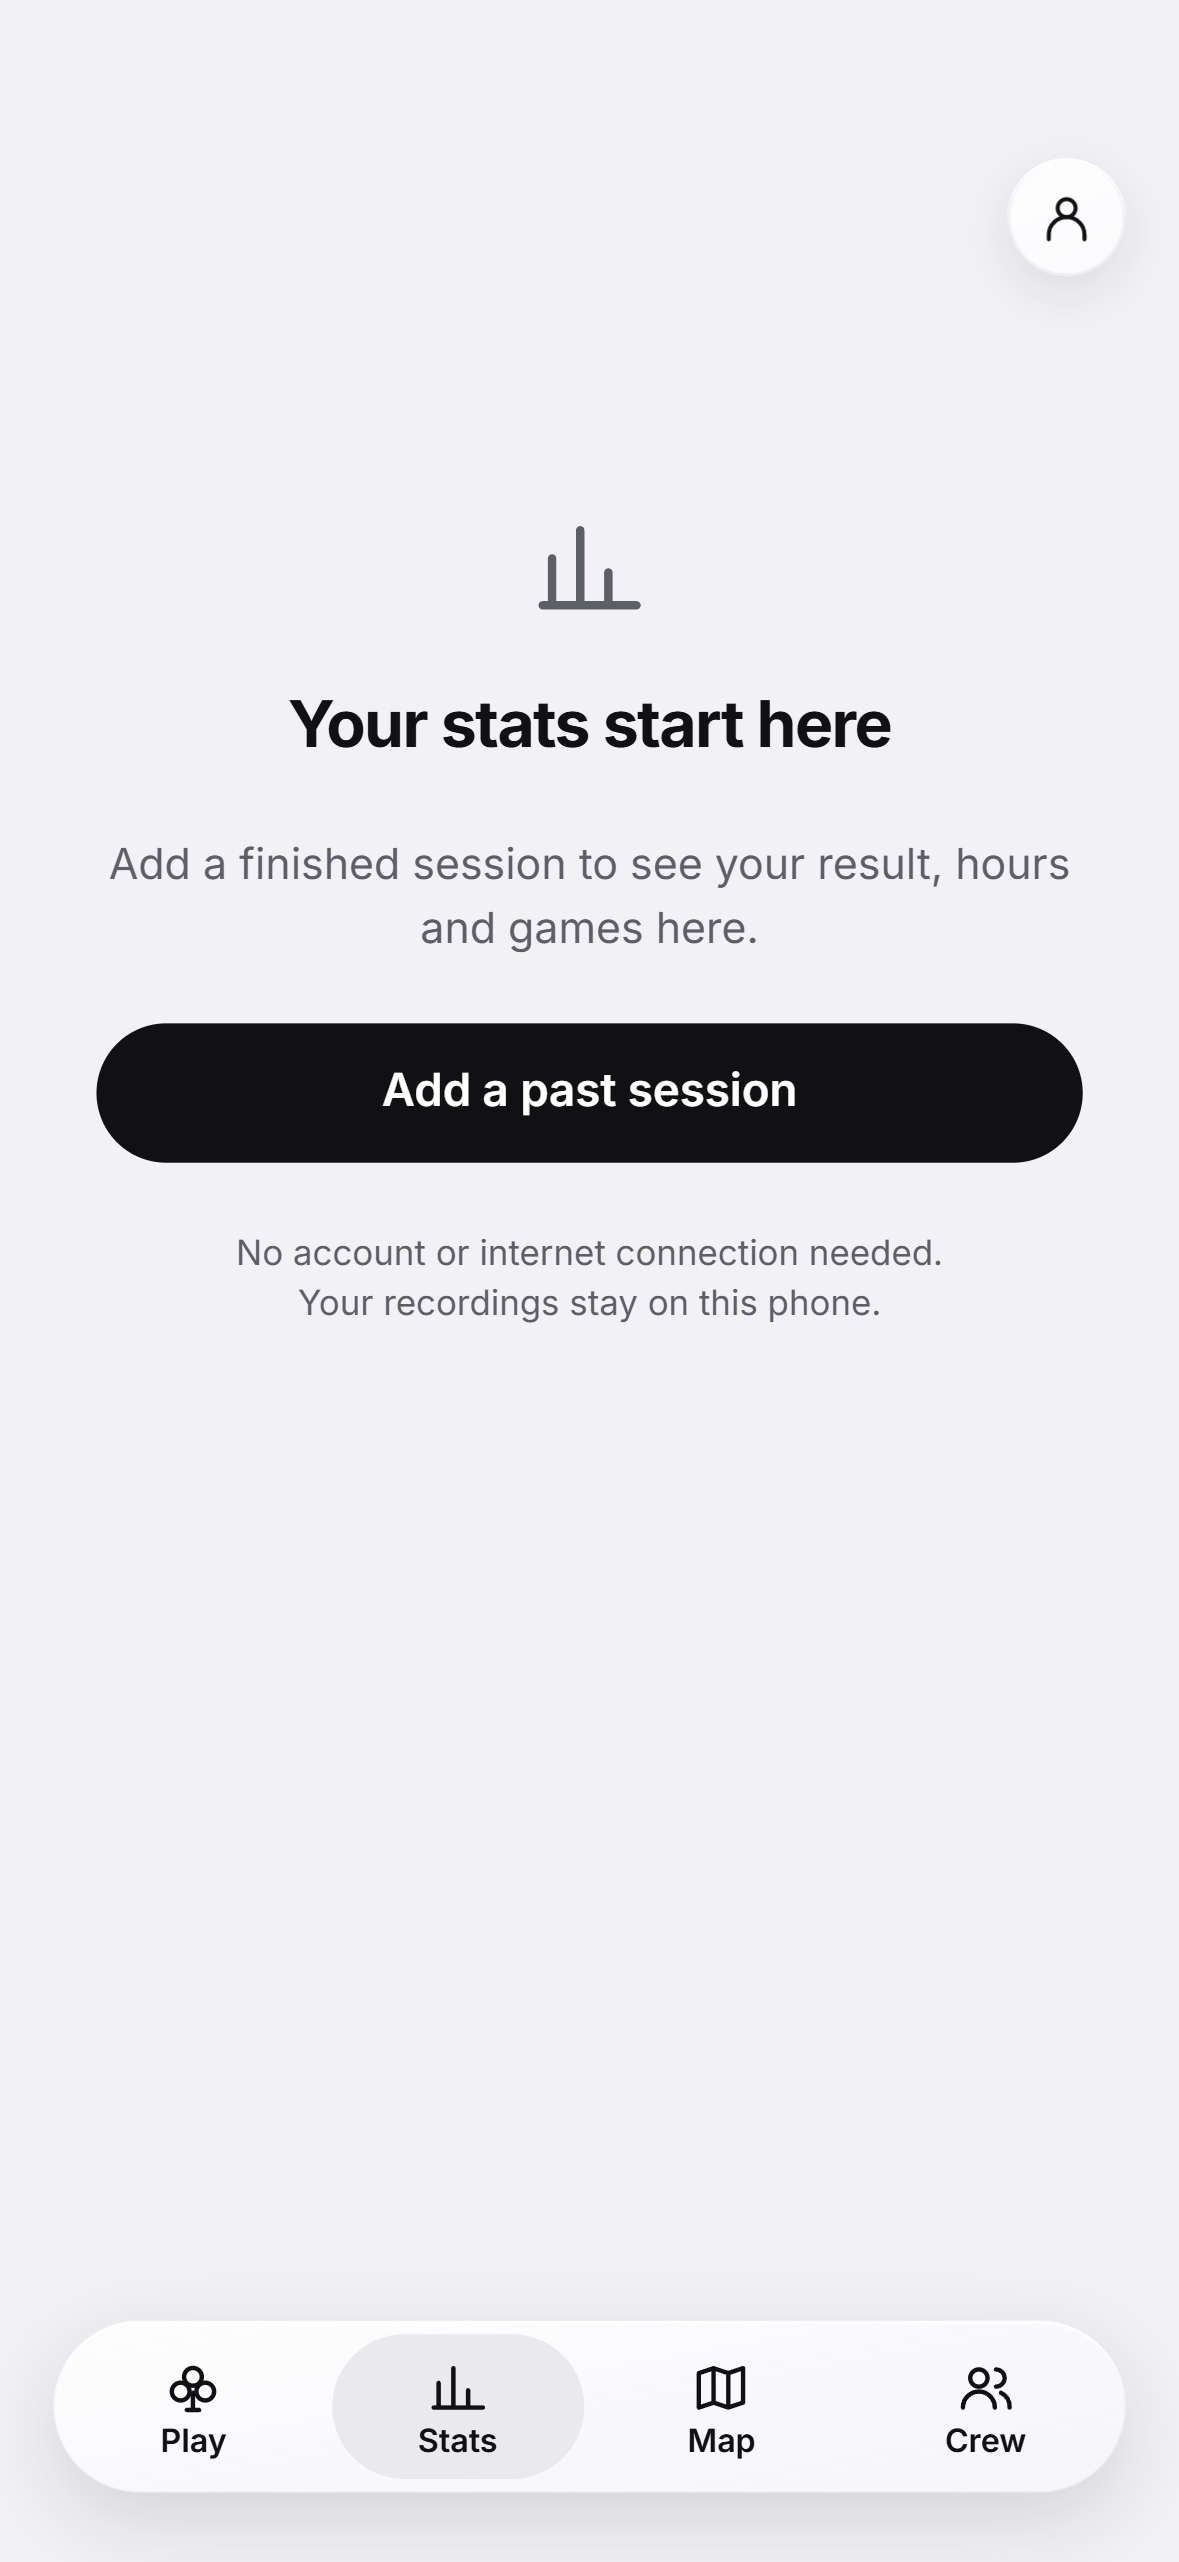 Your stats start here
Add a finished session to see your result, hours
and games here.
Add a past session
No account or internet connection needed.
Your recordings stay on this phone.
Play
Stats
Map
Crew